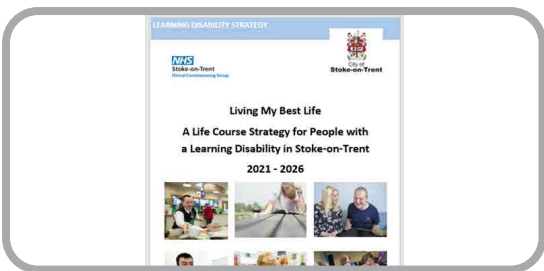 LEARNING DISABILITY STRATEGY
NHS
Stoke-on-Trent
Clinical Commissioning Group
City of
Stoke-on-Trent
Living My Best Life
A Life Course Strategy for People with
a Learning Disability in Stoke-on-Trent
2021 - 2026